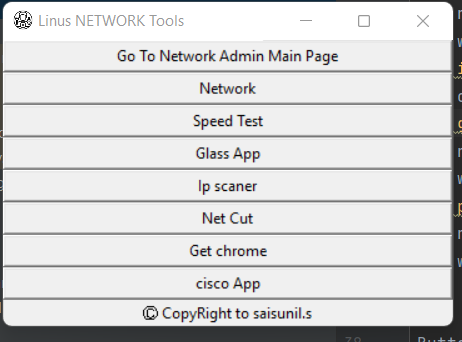 Linus NETWORK Tools
Go To Network Admin Main Page
Network
Speed Test
Glass App
Ip scaner
Net Cut
Get chrome
cisco App
© CopyRight to saisunil.s